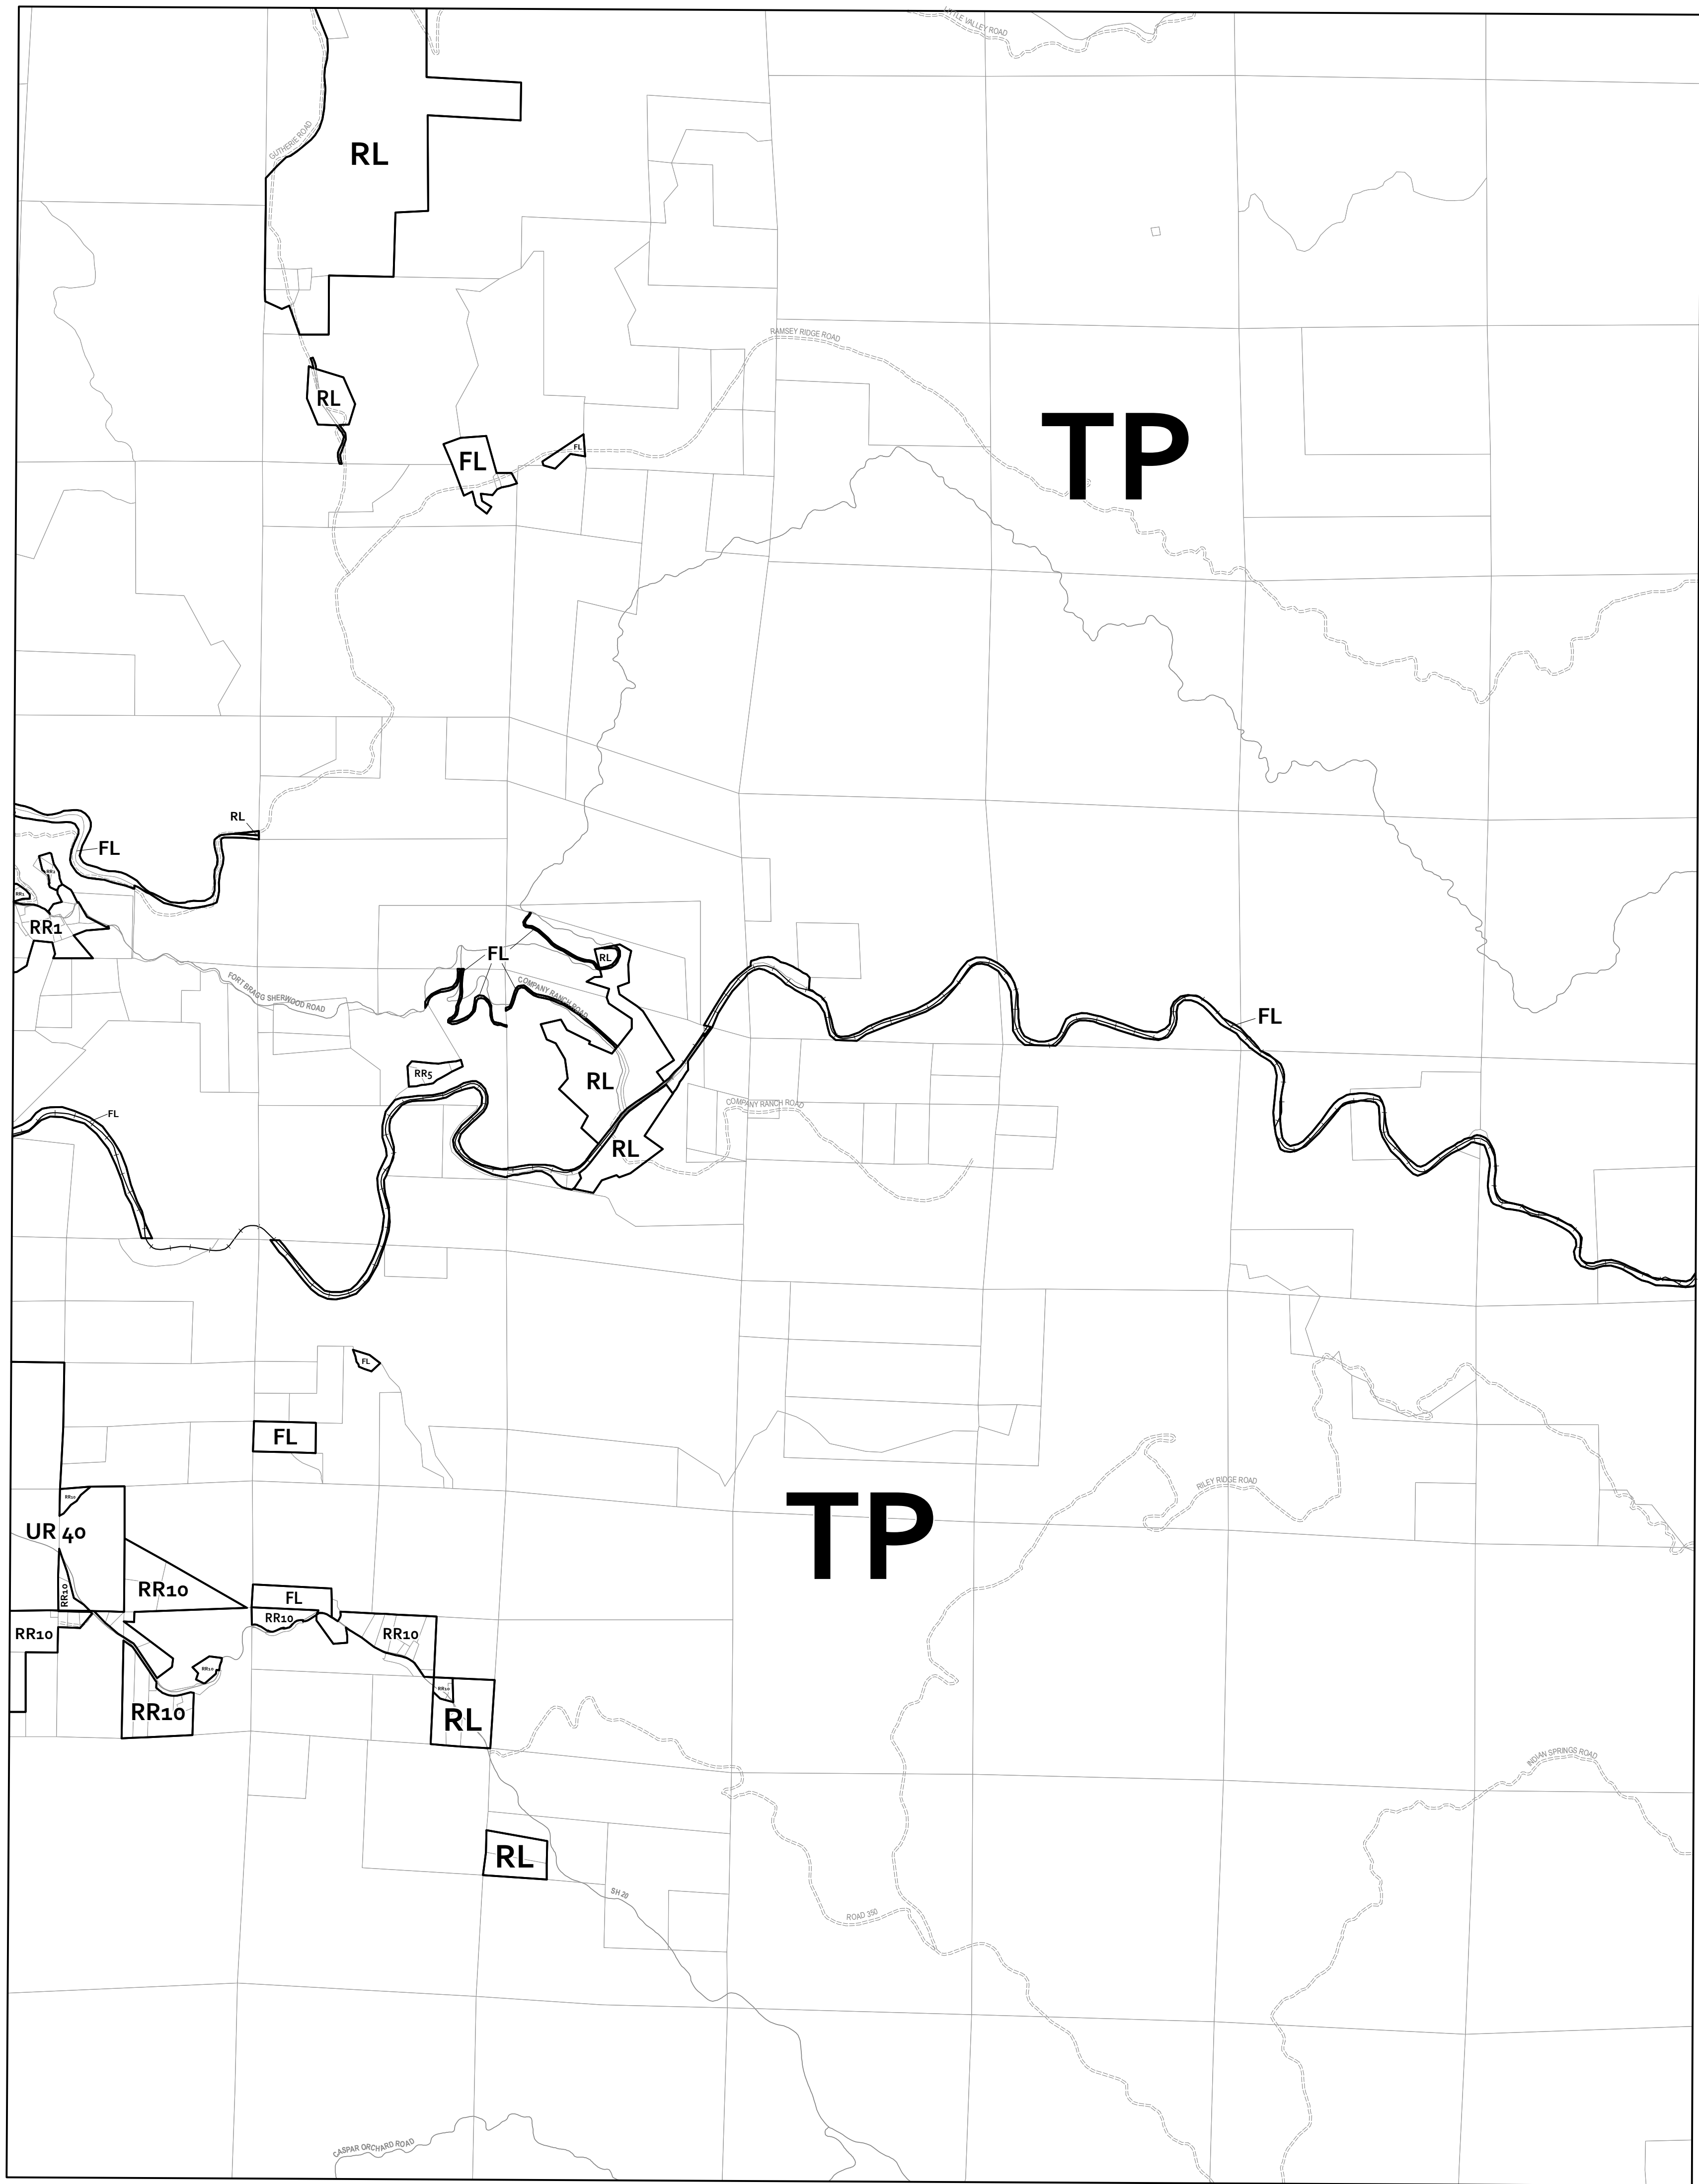 LITTLE VALLEY ROAD
GUTHERIE ROAD
RL
RAMSEY RIDGE ROAD
RL
TP
FL
FL
RL
FL
RR2
RR1
RR1
FL
RL
FORT BRAGG SHERWOOD ROAD
COMPANY RANCH ROAD
FL
RR5
RL
COMPANY RANCH ROAD
FL
RL
FL
FL
RILEY RIDGE ROAD
RR10
TP
UR 40
RR10
RR10
FL
RR10
RR10
RR10
RR10
RR10
RR10
RL
INDIAN SPRINGS ROAD
RL
SH 20
ROAD 350
CASPAR ORCHARD ROAD